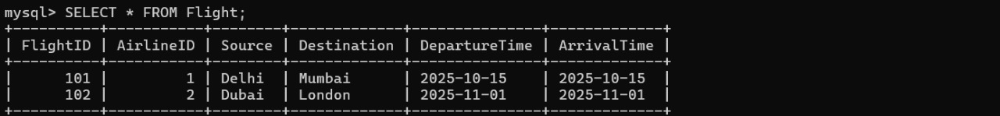 mysql> SELECT * FROM Flight;
+----------+-----------+--------+-------------+---------------+-------------+
| FlightID | AirlineID | Source | Destination | DepartureTime | ArrivalTime |
+----------+-----------+--------+-------------+---------------+-------------+
|      101 |         1 | Delhi  | Mumbai      | 2025-10-15    | 2025-10-15  |
|      102 |         2 | Dubai  | London      | 2025-11-01    | 2025-11-01  |
+----------+-----------+--------+-------------+---------------+-------------+